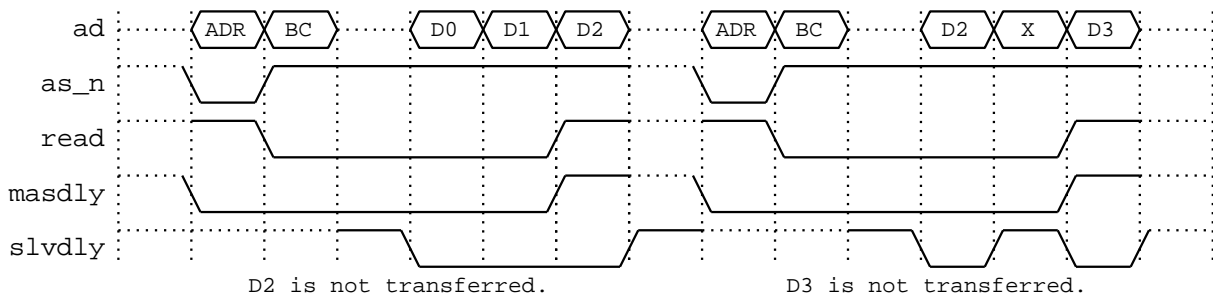 ad ADR BC D0 D1 D2 ADR BC D2 X D3
as_n
read
masdly
slvdly
D2 is not transferred. D3 is not transferred.